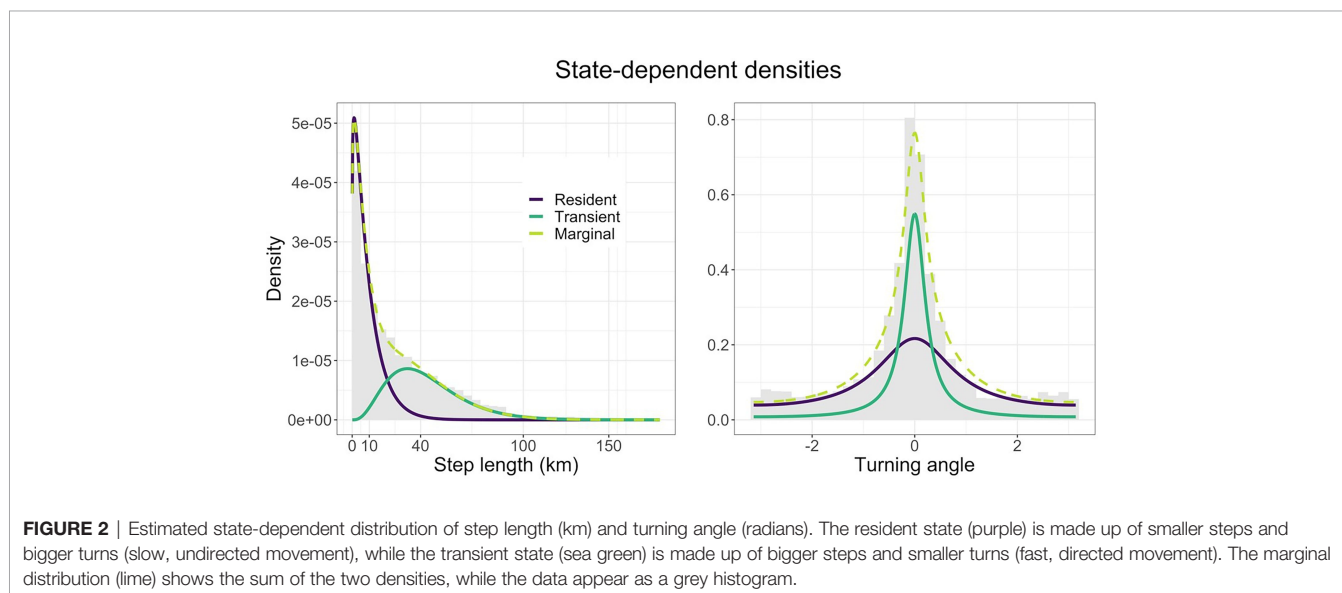 State-dependent densities
Density
5e-05
4e-05
3e-05
2e-05
1e-05
0e+00
0 10 40 100 150
Step length (km)
Resident
Transient
Marginal
0.8
0.6
0.4
0.2
0.0
-2 0 2
Turning angle
FIGURE 2 | Estimated state-dependent distribution of step length (km) and turning angle (radians). The resident state (purple) is made up of smaller steps and
bigger turns (slow, undirected movement), while the transient state (sea green) is made up of bigger steps and smaller turns (fast, directed movement). The marginal
distribution (lime) shows the sum of the two densities, while the data appear as a grey histogram.